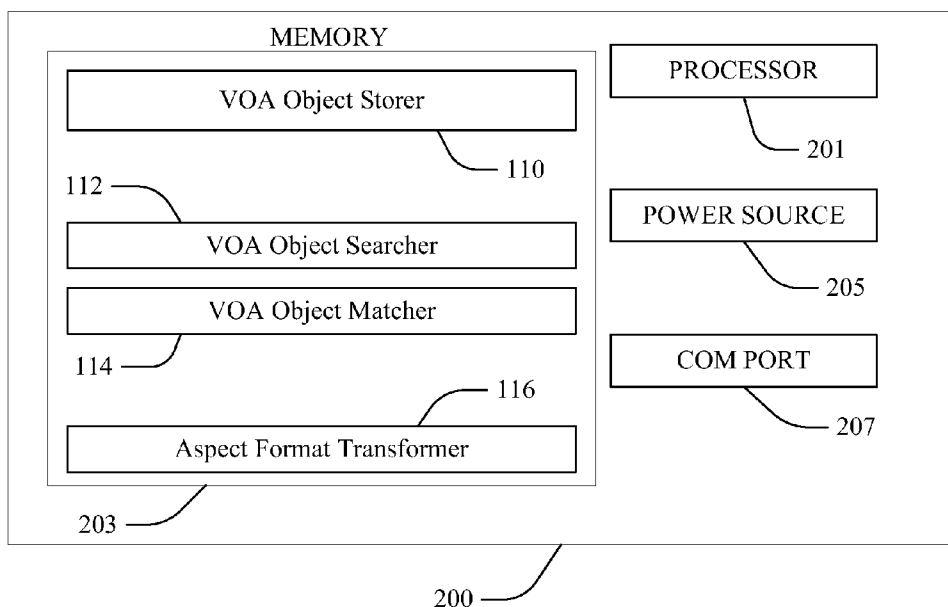 MEMORY
VOA Object Storer
110
112
VOA Object Searcher
VOA Object Matcher
114
116
Aspect Format Transformer
203
PROCESSOR
201
POWER SOURCE
205
COM PORT
207
200